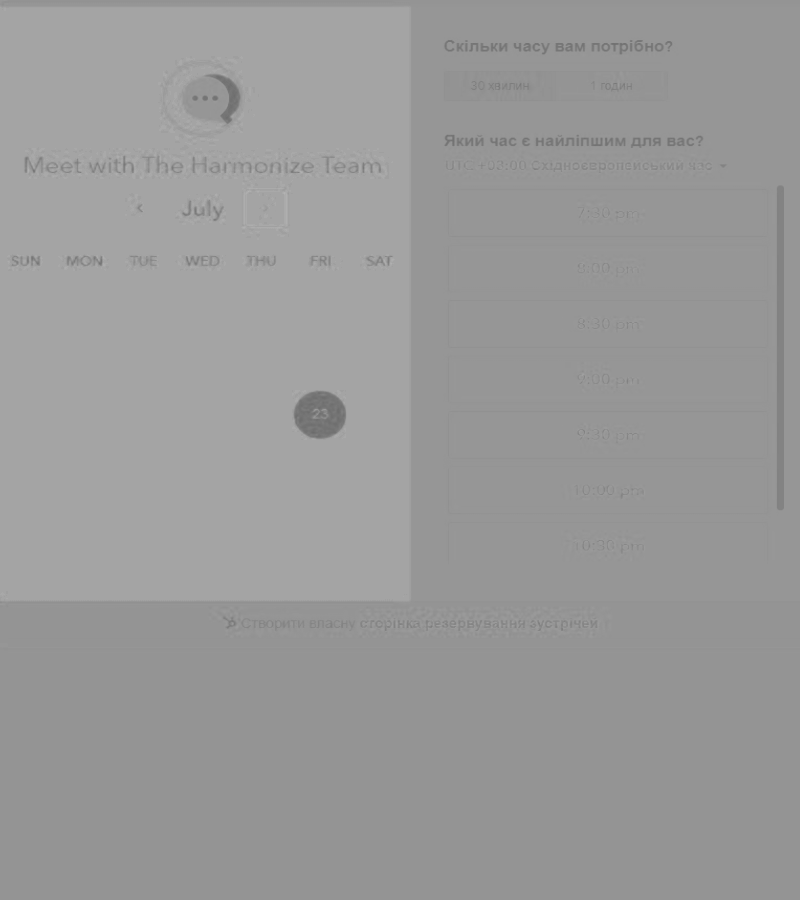 Meet with The Harmonize Team
July
SUN MON TUE WED THU FRI SAT
23
Скільки часу вам потрібно?
30 хвилин 1 годин
Який час є найліпшим для вас?
UTC +02:00 Східноєвропейський час
7:30 pm
8:00 pm
8:30 pm
9:00 pm
9:30 pm
10:00 pm
10:30 pm
Створити власну сторінка резервування зустрічей